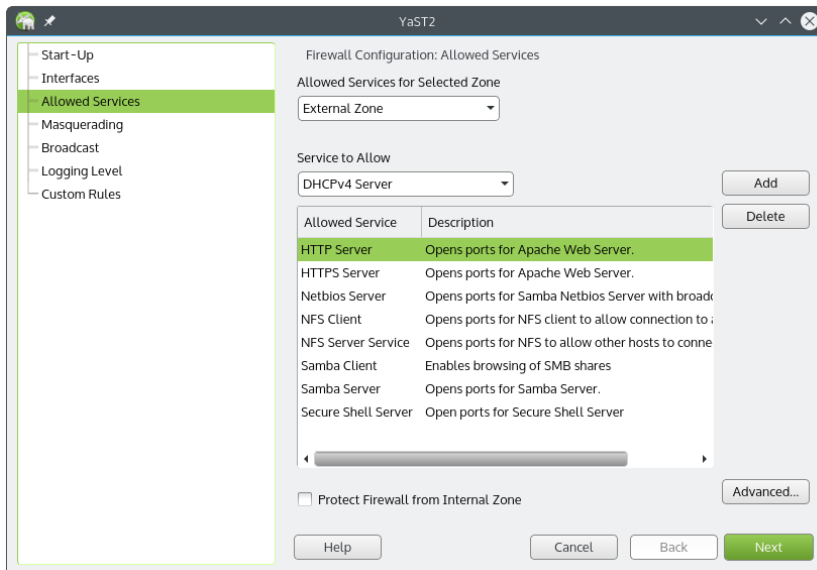 YaST2
Start-Up
Interfaces
Allowed Services
Masquerading
Broadcast
Logging Level
Custom Rules
Firewall Configuration: Allowed Services
Allowed Services for Selected Zone
External Zone
Service to Allow
DHCPv4 Server
Add
Delete
Allowed Service Description
HTTP Server Opens ports for Apache Web Server.
HTTPS Server Opens ports for Apache Web Server.
Netbios Server Opens ports for Samba Netbios Server with broad
NFS Client Opens ports for NFS client to allow connection to
NFS Server Service Opens ports for NFS to allow other hosts to conne
Samba Client Enables browsing of SMB shares
Samba Server Opens ports for Samba Server.
Secure Shell Server Open ports for Secure Shell Server
Protect Firewall from Internal Zone
Advanced...
Help Cancel Back Next